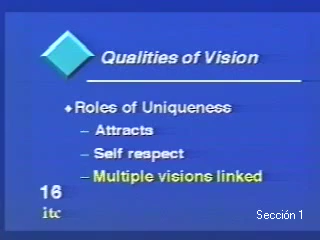 Qualities of Vision
Roles of Uniqueness
– Attracts
– Self respect
– Multiple visions linked
16
itc
Sección 1